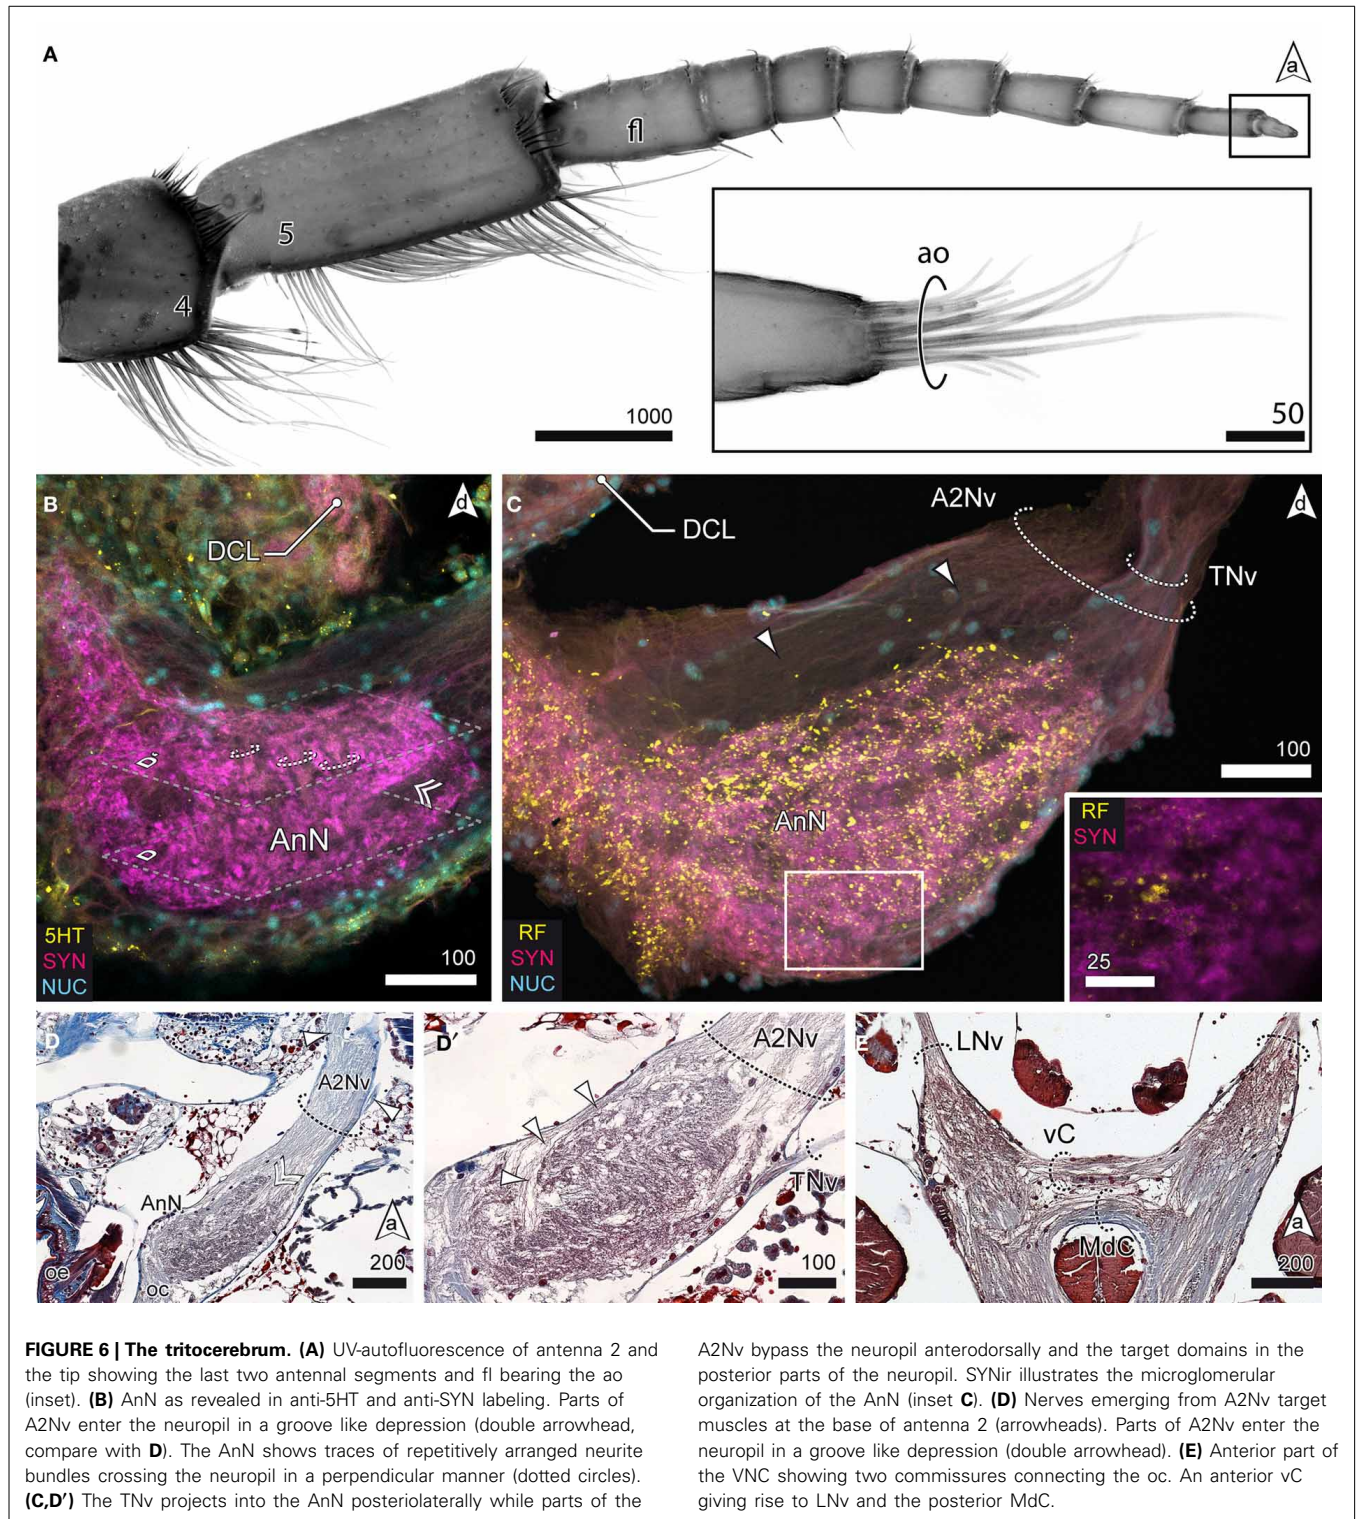 A
a
fl
5
4
ao
1000
50
B
d
DCL
AnN
5HT
SYN
NUC
100
C
d
DCL
A2Nv
TNv
100
AnN
RF
SYN
NUC
RF
SYN
25
D
A2Nv
AnN
a
200
oe
oc
D′
A2Nv
TNv
100
E
LNv
vC
MdC
a
200
FIGURE 6 | The tritocerebrum. (A) UV-autofluorescence of antenna 2 and
the tip showing the last two antennal segments and fl bearing the ao
(inset). (B) AnN as revealed in anti-5HT and anti-SYN labeling. Parts of
A2Nv enter the neuropil in a groove like depression (double arrowhead,
compare with D). The AnN shows traces of repetitively arranged neurite
bundles crossing the neuropil in a perpendicular manner (dotted circles).
(C,D′) The TNv projects into the AnN posteriolaterally while parts of the
A2Nv bypass the neuropil anterodorsally and the target domains in the
posterior parts of the neuropil. SYNir illustrates the microglomerular
organization of the AnN (inset C). (D) Nerves emerging from A2Nv target
muscles at the base of antenna 2 (arrowheads). Parts of A2Nv enter the
neuropil in a groove like depression (double arrowhead). (E) Anterior part of
the VNC showing two commissures connecting the oc. An anterior vC
giving rise to LNv and the posterior MdC.